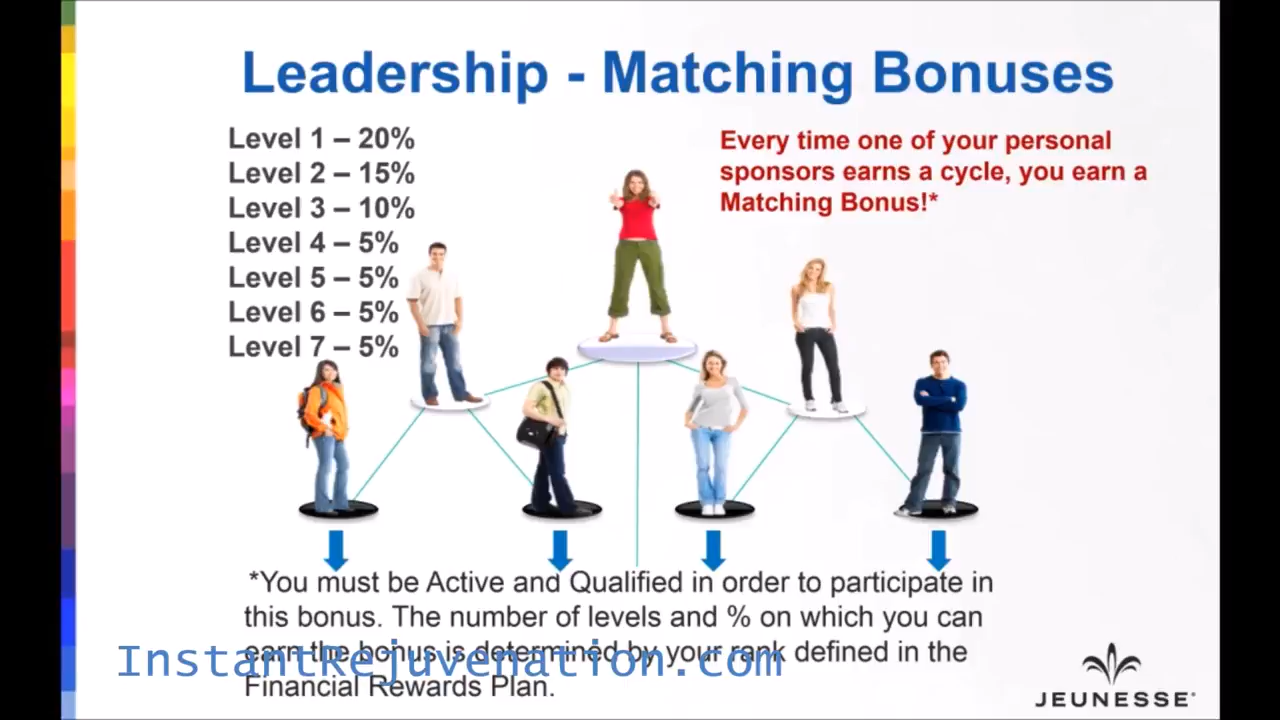 Leadership - Matching Bonuses
Level 1 – 20%
Level 2 – 15%
Level 3 – 10%
Level 4 – 5%
Level 5 – 5%
Level 6 – 5%
Level 7 – 5%
Every time one of your personal
sponsors earns a cycle, you earn a
Matching Bonus!*
*You must be Active and Qualified in order to participate in
this bonus. The number of levels and % on which you can
earn the bonus is determined by your rank defined in the
Financial Rewards Plan.
InstantRejuvenation.com
JEUNESSE®